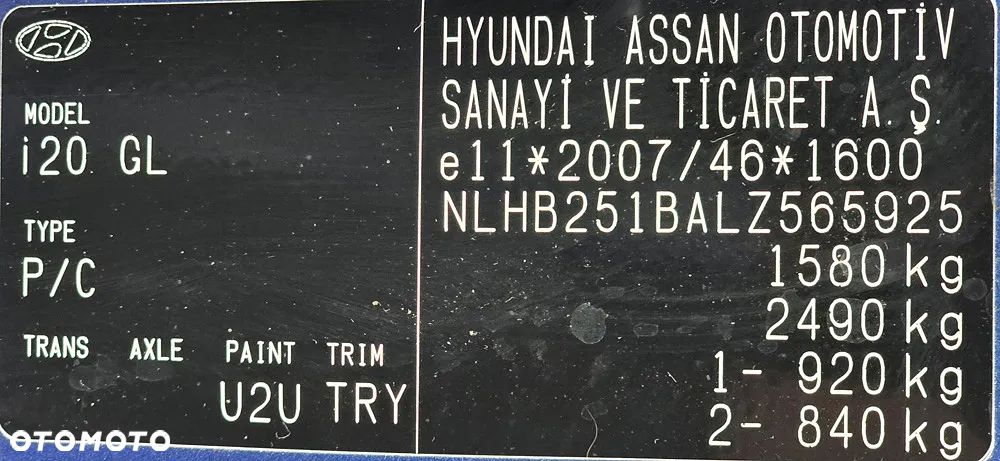 MODEL
i20 GL
TYPE
P/C
TRANS AXLE PAINT TRIM
U2U TRY
HYUNDAI ASSAN OTOMOTİV
SANAYİ VE TİCARET A.Ş.
e11*2007/46*1600
NLHB251BALZ565925
1580 kg
2490 kg
1- 920 kg
2- 840 kg
OTOMOTO